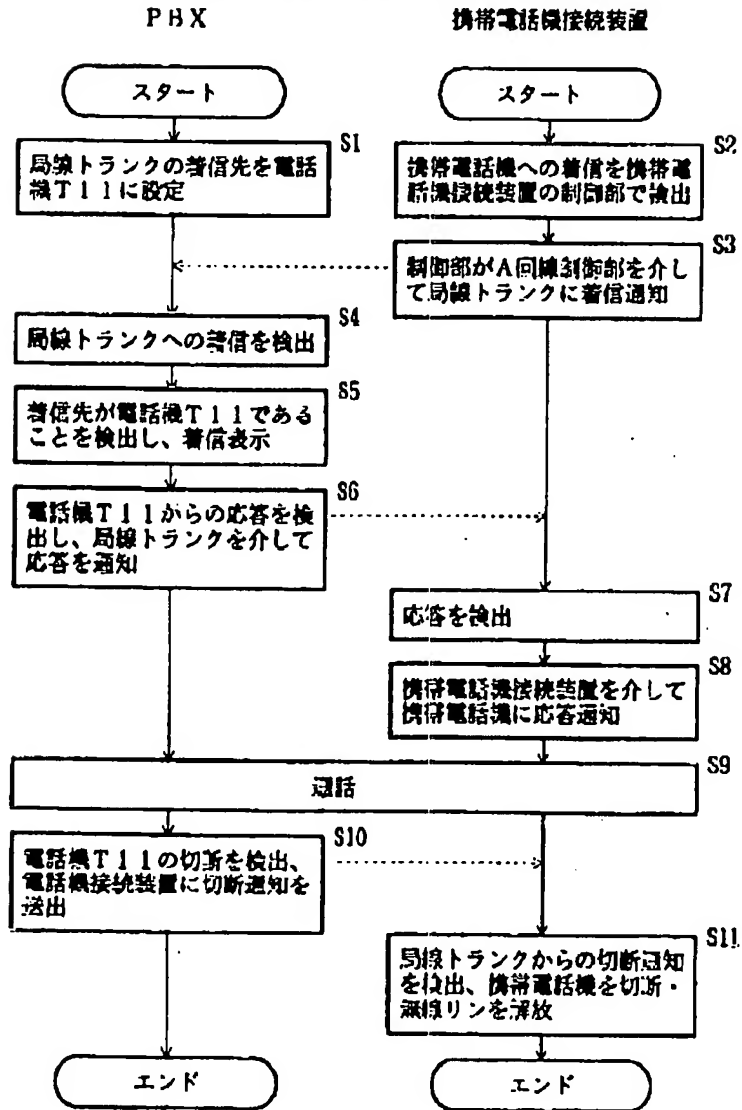 PBX
携帯電話機接続装置
スタート
スタート
S1
局線トランクの着信先を電話
機T11に設定
S2
携帯電話機への着信を携帯電
話機接続装置の制御部で検出
S3
制御部がA回線制御部を介し
て局線トランクに着信通知
S4
局線トランクへの着信を検出
S5
着信先が電話機T11である
ことを検出し、着信表示
S6
電話機T11からの応答を検
出し、局線トランクを介して
応答を通知
S7
応答を検出
S8
携帯電話機接続装置を介して
携帯電話機に応答通知
S9
通話
S10
電話機T11の切断を検出、
電話機接続装置に切断通知を
送出
S11
局線トランクからの切断通知
を検出、携帯電話機を切断・
無線リンを解放
エンド
エンド